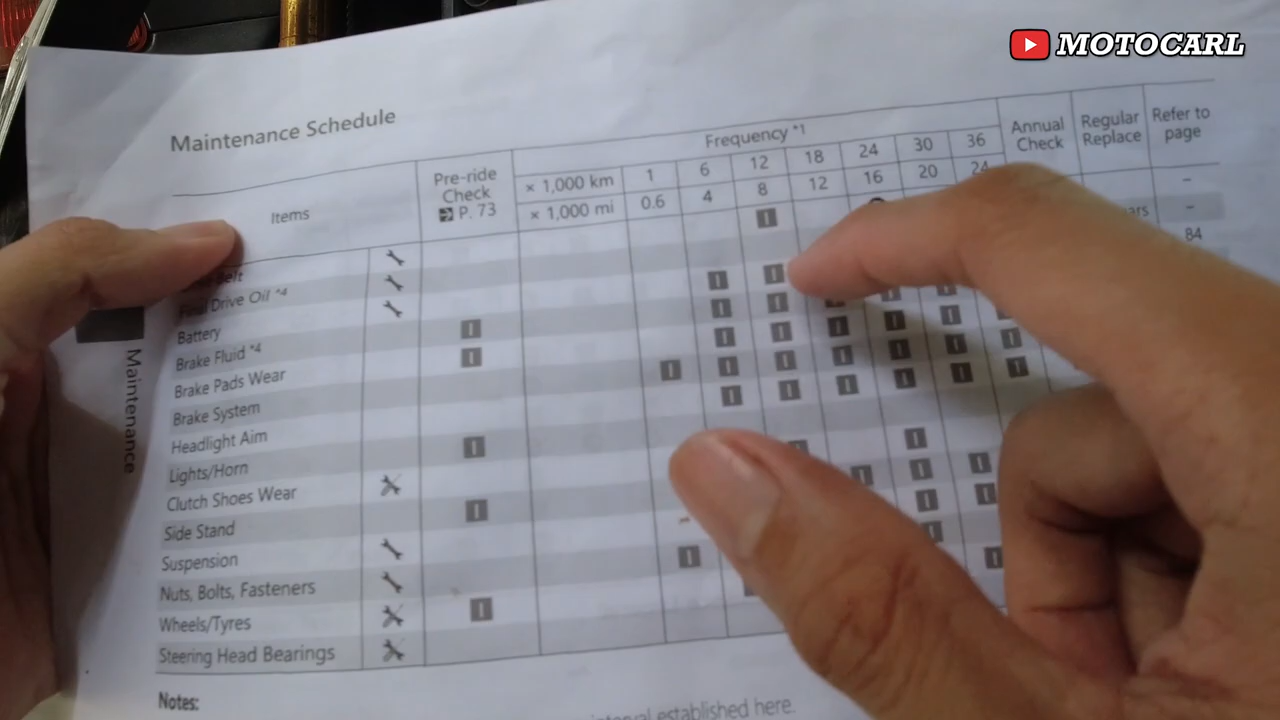 MOTOCARL
Maintenance Schedule
Items
Pre-ride Check P. 73
Frequency *1
Annual Check
Regular Replace
Refer to page
× 1,000 km 1 6 12 18 24 30 36
× 1,000 mi 0.6 4 8 12 16 20 24
I –
Belt –
Final Drive Oil *4 I I 84
Battery I I I I I
Brake Fluid *4 I I I I I I I
Brake Pads Wear I I I I I I I
Brake System I I I I I I I
Headlight Aim
Lights/Horn I I I
Clutch Shoes Wear I I I
Side Stand I I I
Suspension I
Nuts, Bolts, Fasteners I I
Wheels/Tyres I I
Steering Head Bearings
Notes:
interval established here.
Maintenance